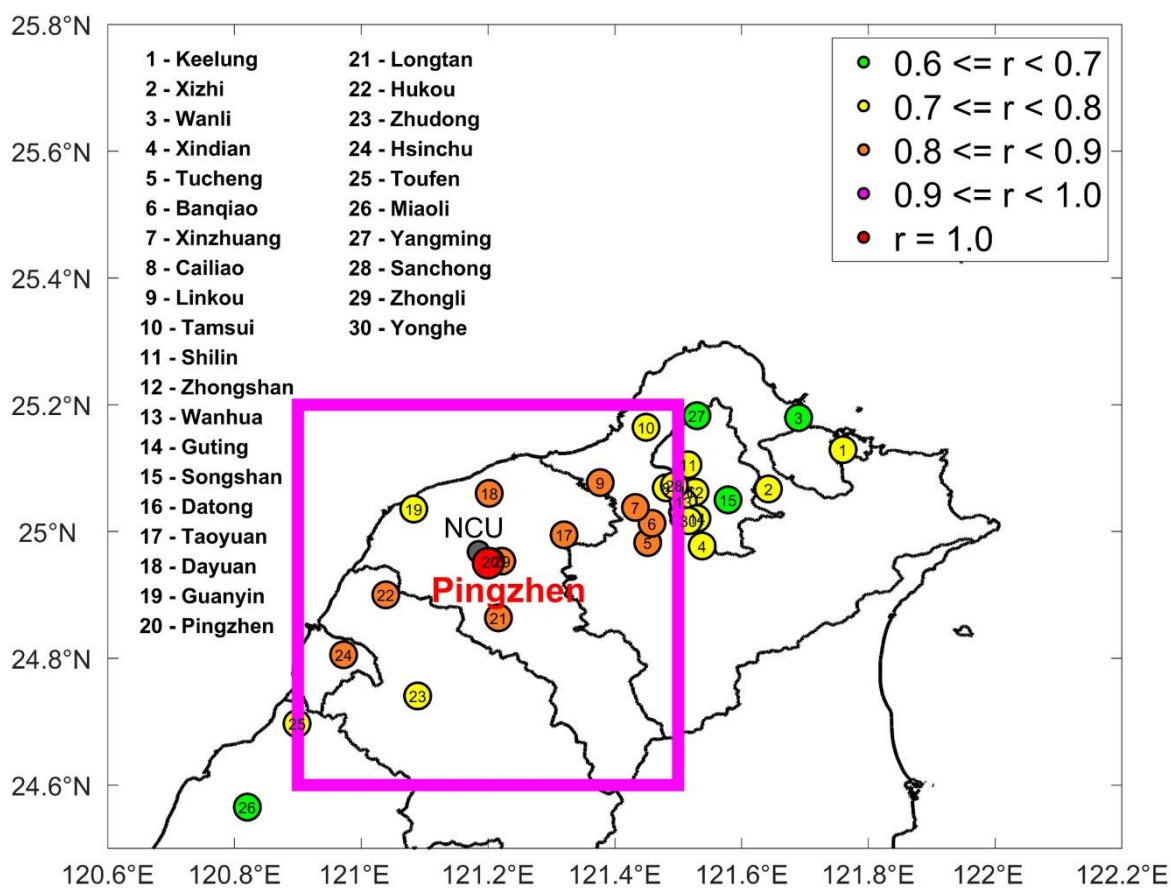 25.8°N
25.6°N
25.4°N
25.2°N
25°N
24.8°N
24.6°N
1 - Keelung
2 - Xizhi
3 - Wanli
4 - Xindian
5 - Tucheng
6 - Banqiao
7 - Xinzhuang
8 - Cailiao
9 - Linkou
10 - Tamsui
11 - Shilin
12 - Zhongshan
13 - Wanhua
14 - Guting
15 - Songshan
16 - Datong
17 - Taoyuan
18 - Dayuan
19 - Guanyin
20 - Pingzhen
21 - Longtan
22 - Hukou
23 - Zhudong
24 - Hsinchu
25 - Toufen
26 - Miaoli
27 - Yangming
28 - Sanchong
29 - Zhongli
30 - Yonghe
0.6 <= r < 0.7
0.7 <= r < 0.8
0.8 <= r < 0.9
0.9 <= r < 1.0
r = 1.0
27
3
10
1
11
9
28
2
18
15
19
7
6
30
NCU
17
5
4
Pingzhen
22
21
24
23
25
26
120.6°E
120.8°E
121°E
121.2°E
121.4°E
121.6°E
121.8°E
122°E
122.2°E